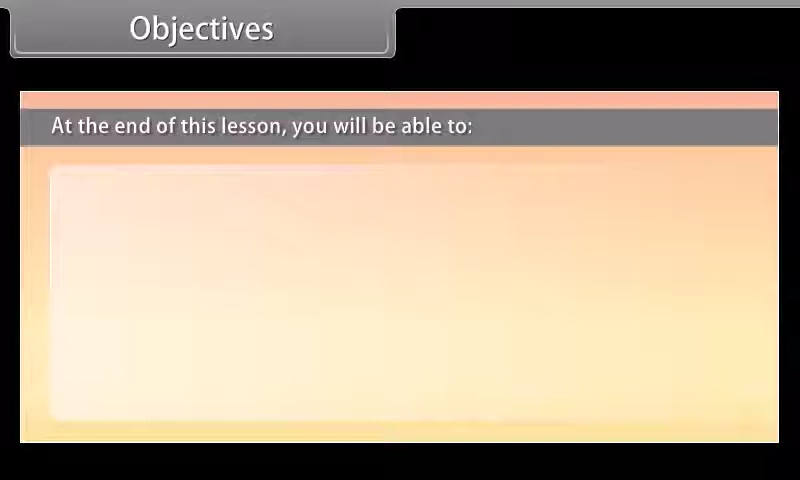 Objectives
At the end of this lesson, you will be able to: